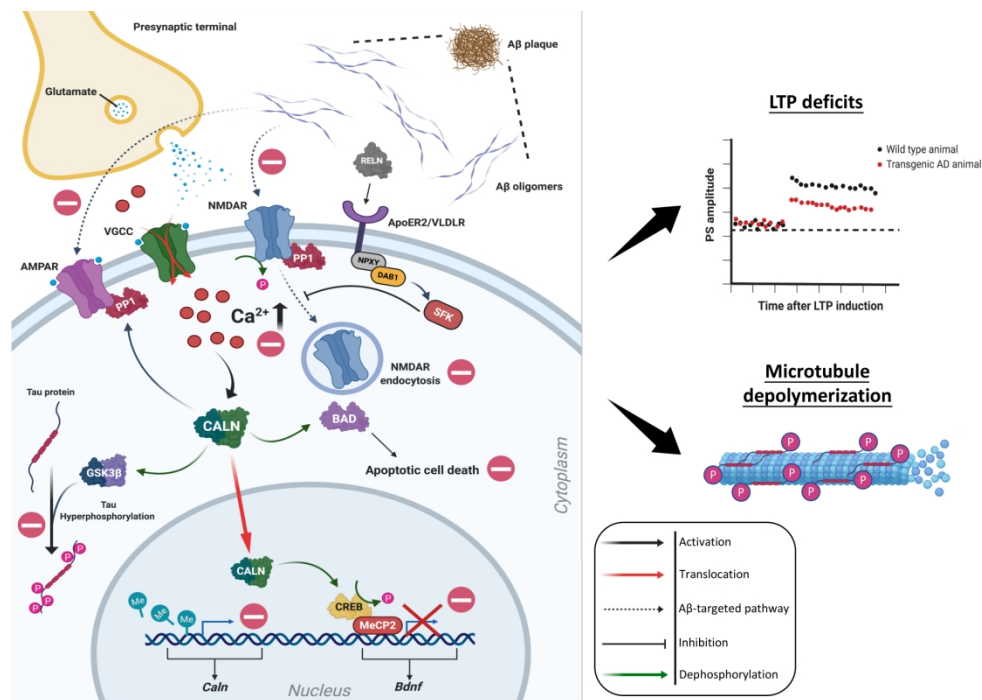 Presynaptic terminal
Glutamate
Aβ plaque
Aβ oligomers
RELN
ApoER2/VLDLR
NMDAR
VGCC
AMPAR
PP1
PP1
NPXY
DAB1
SFK
P
Ca2+
NMDAR
endocytosis
Tau protein
CALN
BAD
Apoptotic cell death
GSK3β
Tau
Hyperphosphorylation
P
P
P
P
Cytoplasm
CALN
Me
Me
Me
CREB
P
MeCP2
Caln
Bdnf
Nucleus
LTP deficits
Wild type animal
Transgenic AD animal
PS amplitude
Time after LTP induction
Microtubule
depolymerization
P
P
P
P
P
P
P
P
Activation
Translocation
Aβ-targeted pathway
Inhibition
Dephosphorylation